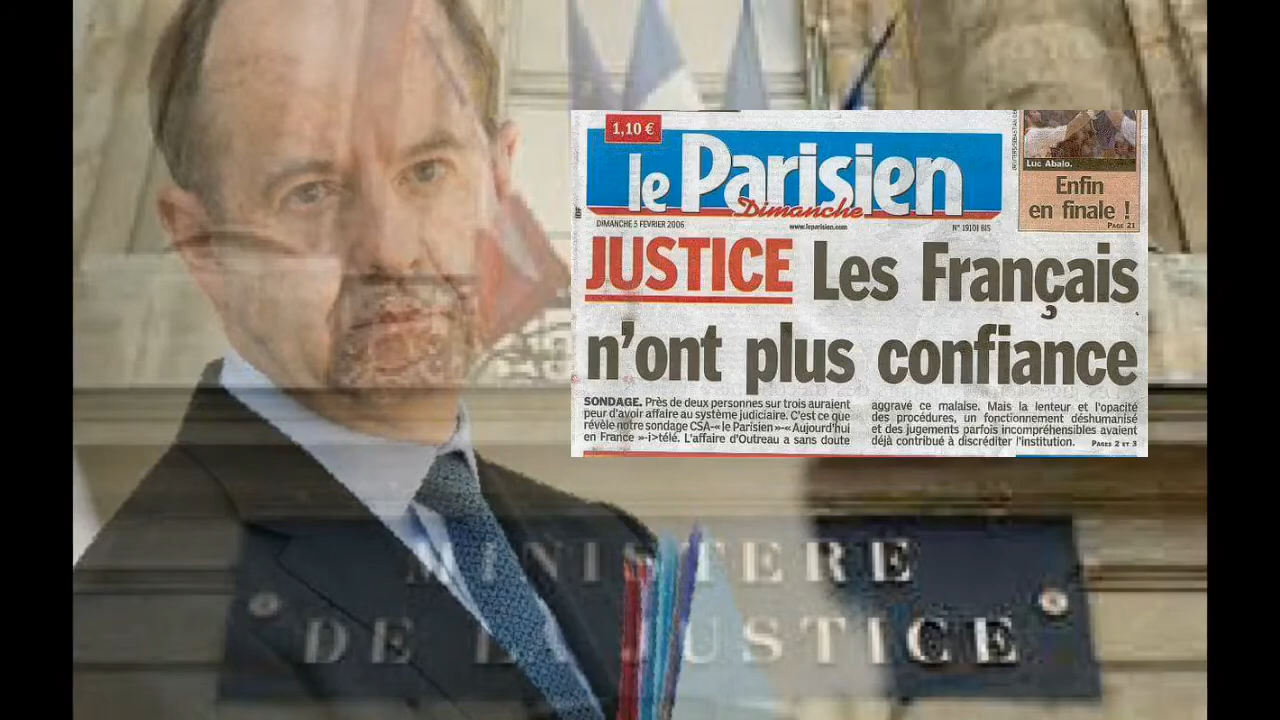 1,10 €
le Parisien
Dimanche
DIMANCHE 5 FÉVRIER 2006
www.leparisien.com
N° 19101 BIS
Luc Abalo.
Enfin
en finale !
PAGE 21
JUSTICE Les Français
n'ont plus confiance
SONDAGE. Près de deux personnes sur trois auraient
peur d'avoir affaire au système judiciaire. C'est ce que
révèle notre sondage CSA-« le Parisien »-« Aujourd'hui
en France »-i>télé. L'affaire d'Outreau a sans doute
aggravé ce malaise. Mais la lenteur et l'opacité
des procédures, un fonctionnement déshumanisé
et des jugements parfois incompréhensibles avaient
déjà contribué à discréditer l'institution. PAGES 2 ET 3
MINISTERE
DE LA JUSTICE